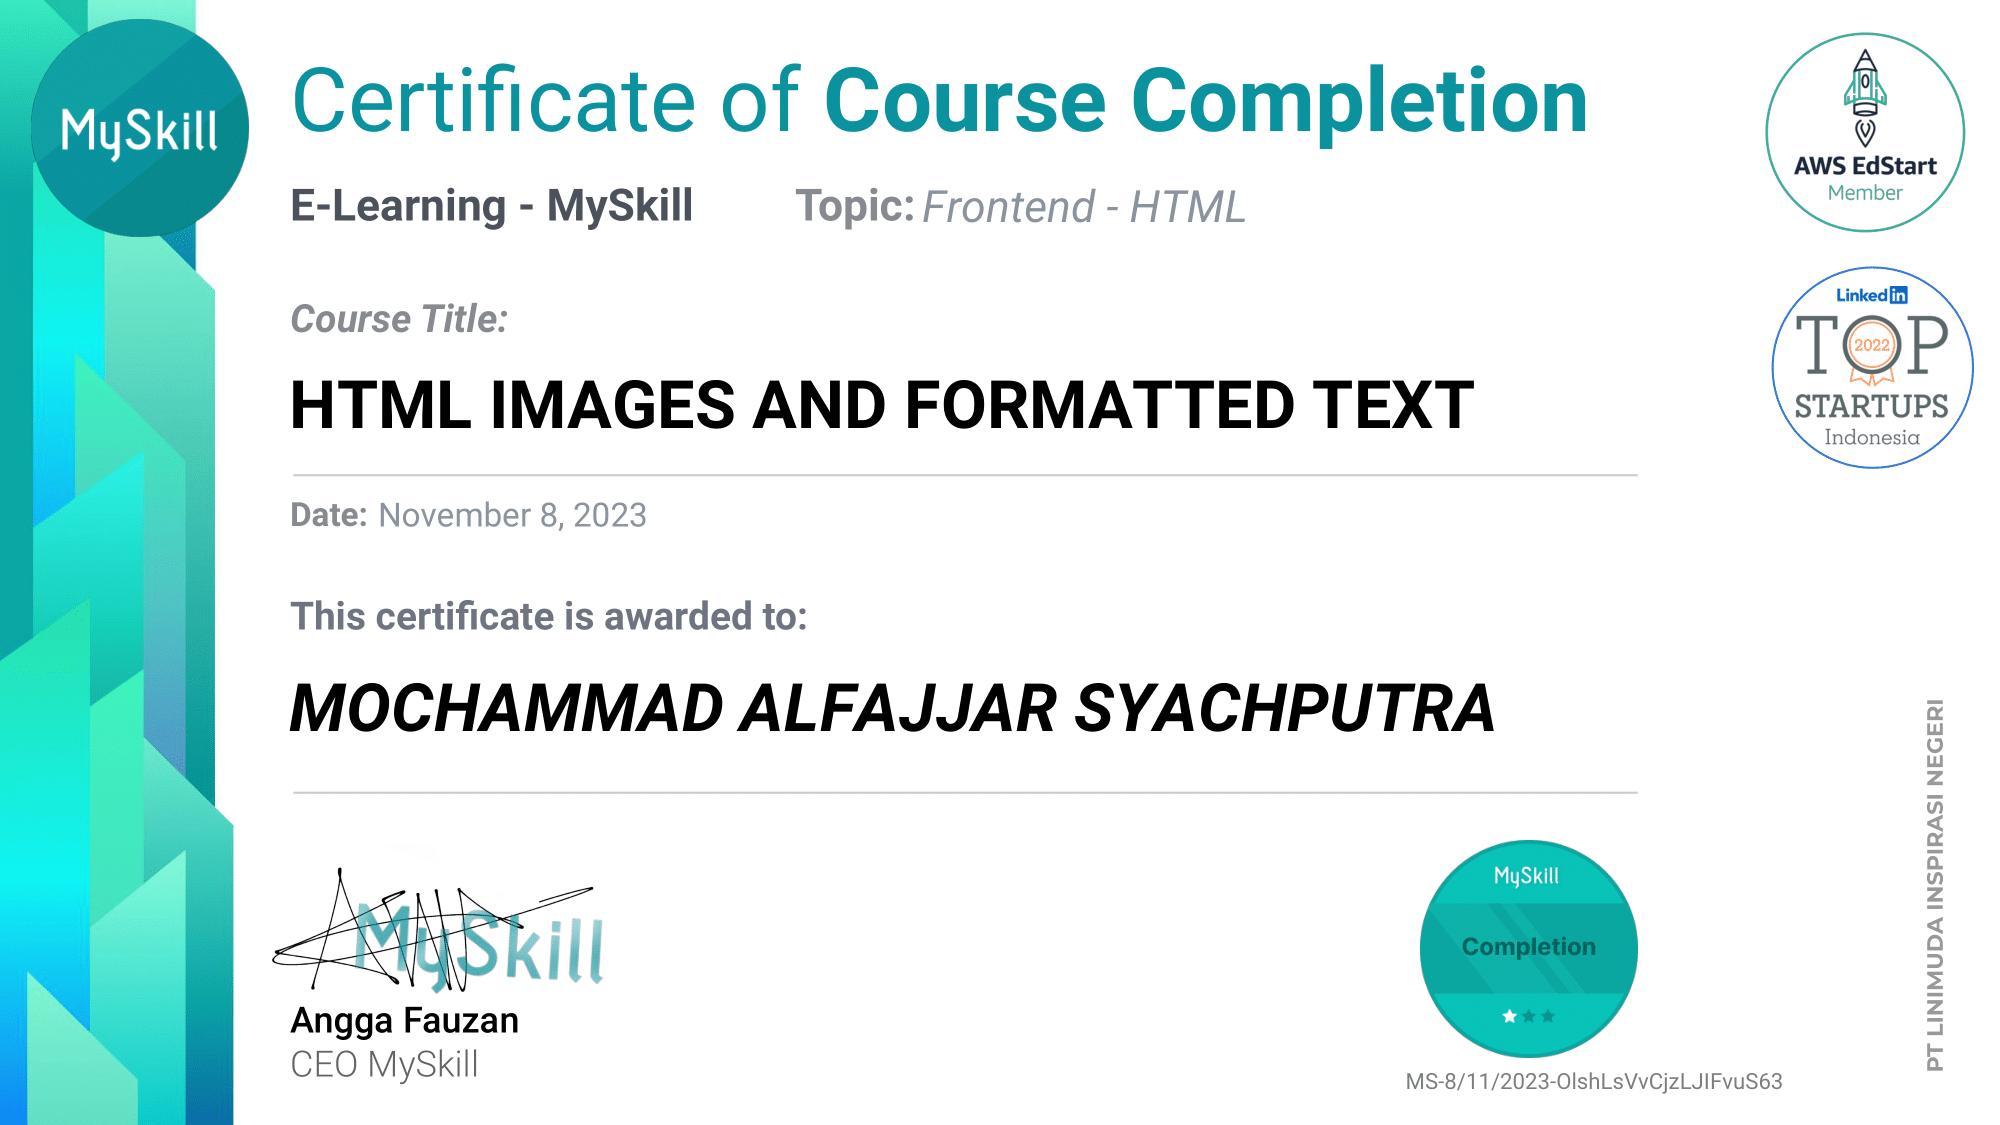 MySkill
Certificate of Course Completion
E-Learning - MySkill
Topic: Frontend - HTML
AWS EdStart
Member
Course Title:
HTML IMAGES AND FORMATTED TEXT
Linked in
TOP
2022
STARTUPS
Indonesia
Date: November 8, 2023
This certificate is awarded to:
MOCHAMMAD ALFAJJAR SYACHPUTRA
MySkill
Angga Fauzan
CEO MySkill
MySkill
Completion
MS-8/11/2023-OlshLsVvCjzLJIFvuS63
PT LINIMUDA INSPIRASI NEGERI